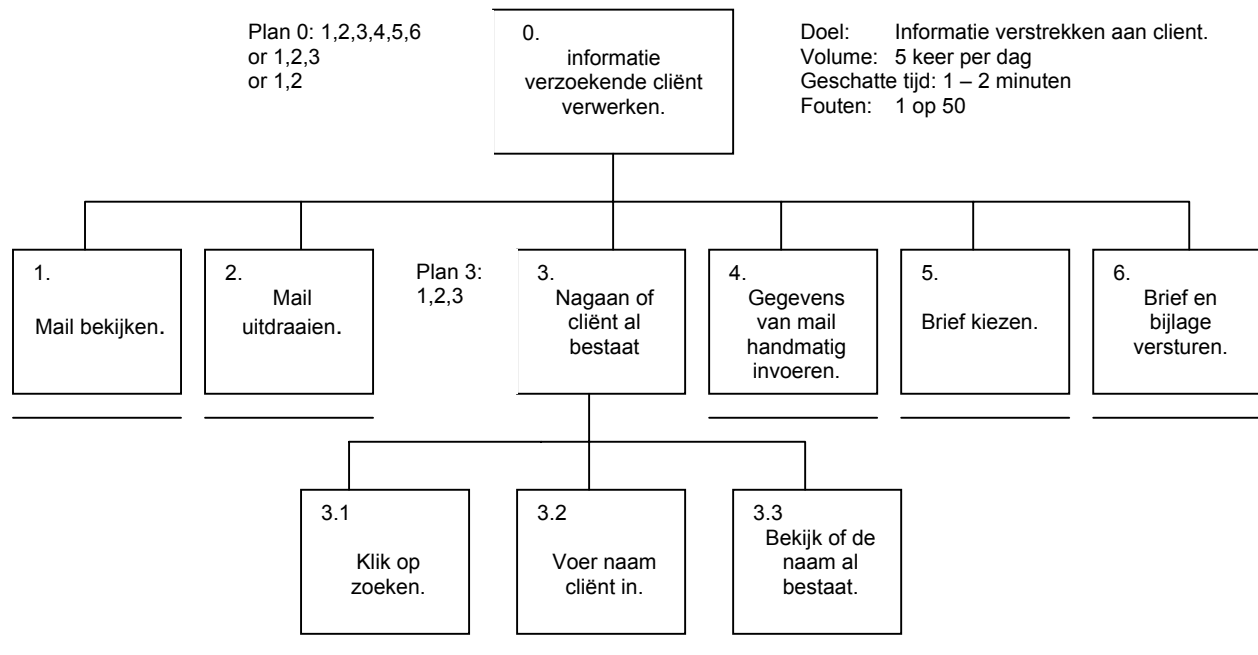 Plan 0: 1,2,3,4,5,6
or 1,2,3
or 1,2
0.
informatie
verzoekende cliënt
verwerken.
Doel: Informatie verstrekken aan client.
Volume: 5 keer per dag
Geschatte tijd: 1 – 2 minuten
Fouten: 1 op 50
1.
Mail bekijken.
2.
Mail
uitdraaien.
Plan 3:
1,2,3
3.
Nagaan of
cliënt al
bestaat
4.
Gegevens
van mail
handmatig
invoeren.
5.
Brief kiezen.
6.
Brief en
bijlage
versturen.
3.1
Klik op
zoeken.
3.2
Voer naam
cliënt in.
3.3
Bekijk of de
naam al
bestaat.